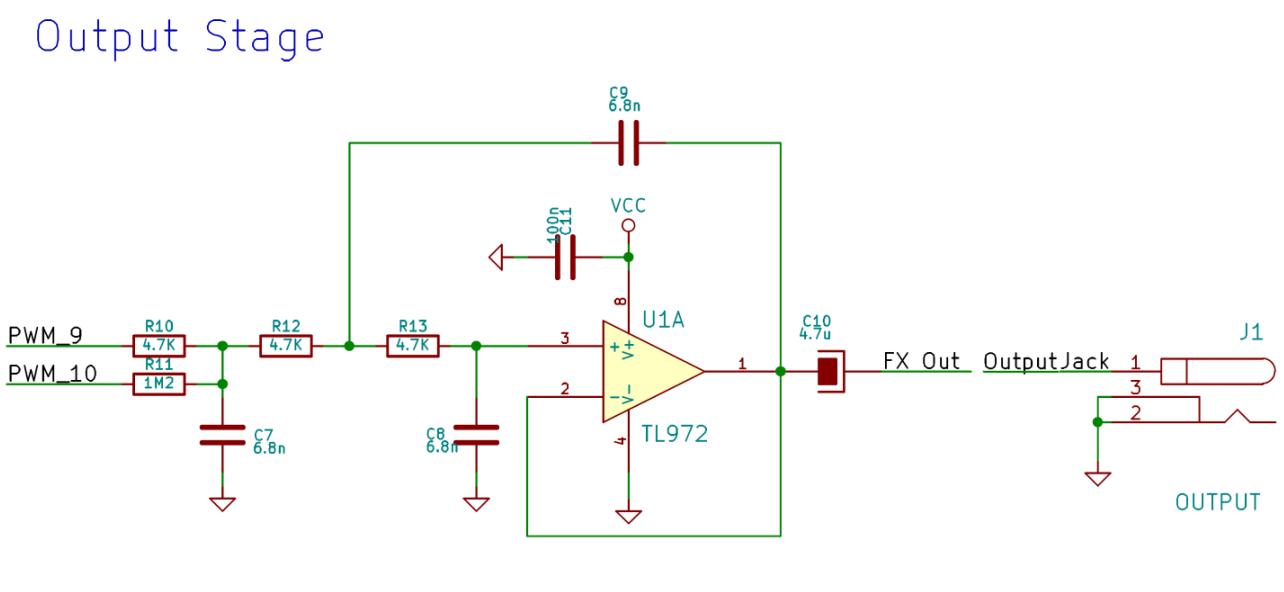 Output Stage
C9
6.8n
VCC
100n
C11
8
U1A
PWM_9
R10
4.7K
R12
4.7K
R13
4.7K
3
+
V+
C10
4.7u
J1
PWM_10
R11
1M2
1
FX Out
OutputJack
1
2
-
V-
3
2
C7
6.8n
C8
6.8n
4
TL972
OUTPUT